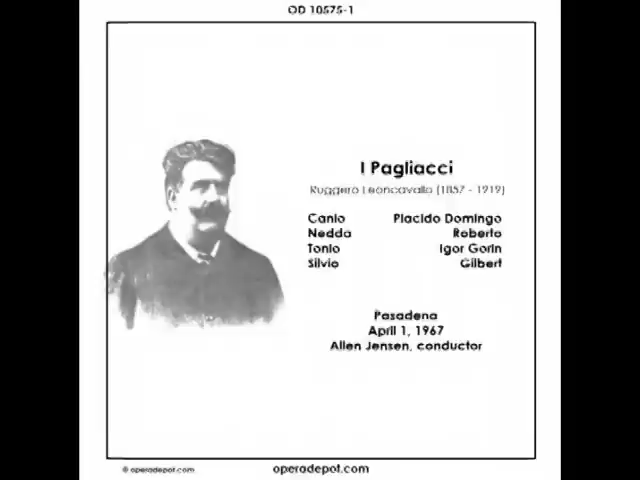 OD 10575-1
I Pagliacci
Ruggero Leoncavallo (1857 - 1919)
Canio Placido Domingo
Nedda Roberto
Tonio Igor Gorin
Silvio Gilbert
Pasadena
April 1, 1967
Allen Jensen, conductor
© operadepot.com
operadepot.com